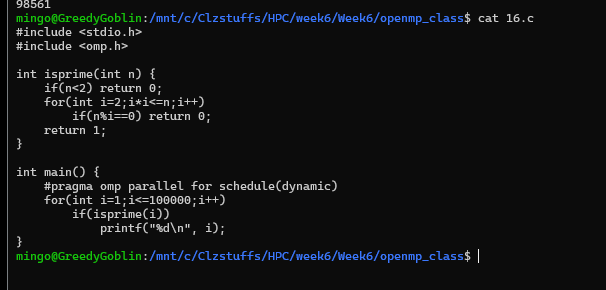 98561
mingo@GreedyGoblin:/mnt/c/Clzstuffs/HPC/week6/Week6/openmp_class$ cat 16.c
#include <stdio.h>
#include <omp.h>

int isprime(int n) {
    if(n<2) return 0;
    for(int i=2;i*i<=n;i++)
        if(n%i==0) return 0;
    return 1;
}

int main() {
    #pragma omp parallel for schedule(dynamic)
    for(int i=1;i<=100000;i++)
        if(isprime(i))
            printf("%d\n", i);
}
mingo@GreedyGoblin:/mnt/c/Clzstuffs/HPC/week6/Week6/openmp_class$